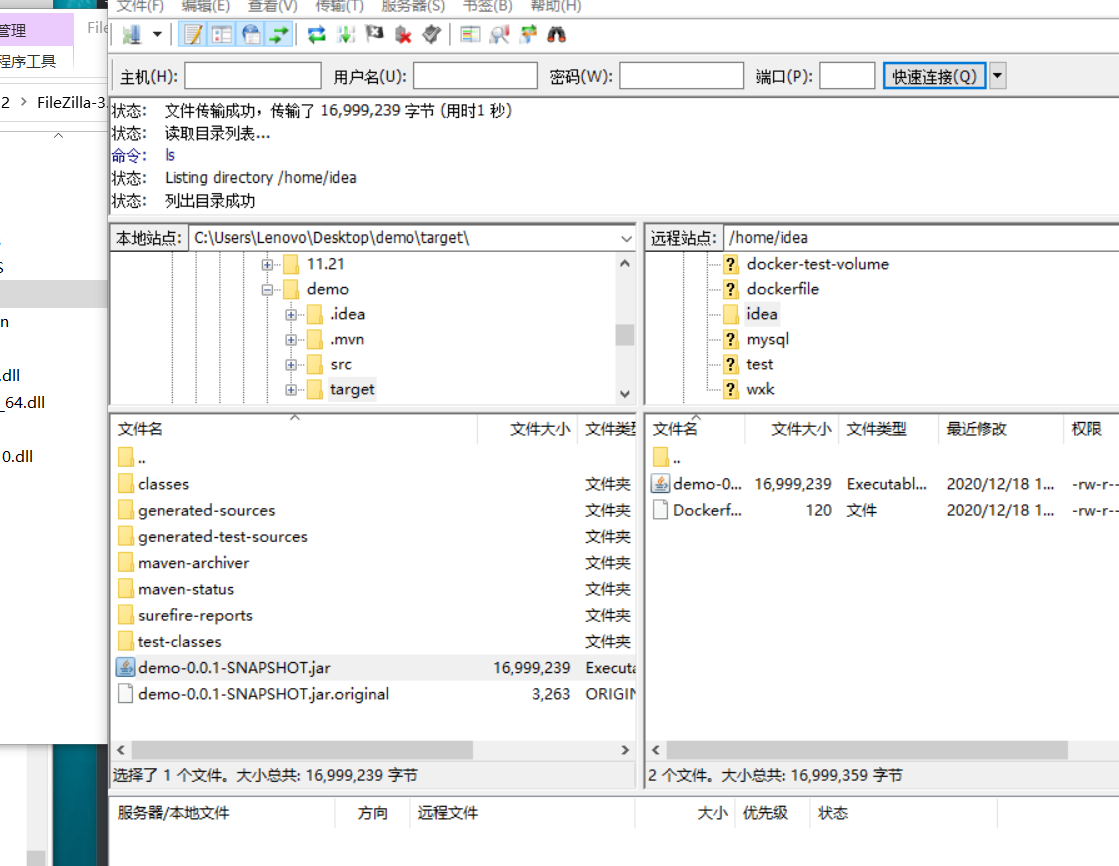 文件(F) 编辑(E) 查看(V) 传输(T) 服务器(S) 书签(B) 帮助(H)
管理
File
程序工具
主机(H): 用户名(U): 密码(W): 端口(P): 快速连接(Q)
2 > FileZilla-3.
状态: 文件传输成功，传输了 16,999,239 字节 (用时1 秒)
状态: 读取目录列表...
命令: ls
状态: Listing directory /home/idea
状态: 列出目录成功
本地站点: C:\Users\Lenovo\Desktop\demo\target\
11.21
demo
.idea
.mvn
src
target
远程站点: /home/idea
docker-test-volume
dockerfile
idea
mysql
test
wxk
S
n
.dll
_64.dll
0.dll
文件名 文件大小 文件类型
..
classes 文件夹
generated-sources 文件夹
generated-test-sources 文件夹
maven-archiver 文件夹
maven-status 文件夹
surefire-reports 文件夹
test-classes 文件夹
demo-0.0.1-SNAPSHOT.jar 16,999,239 Executa
demo-0.0.1-SNAPSHOT.jar.original 3,263 ORIGIN
选择了 1 个文件。大小总共: 16,999,239 字节
文件名 文件大小 文件类型 最近修改 权限
..
demo-0... 16,999,239 Executabl... 2020/12/18 1... -rw-r--
Dockerf... 120 文件 2020/12/18 1... -rw-r--
2 个文件。大小总共: 16,999,359 字节
服务器/本地文件 方向 远程文件 大小 优先级 状态